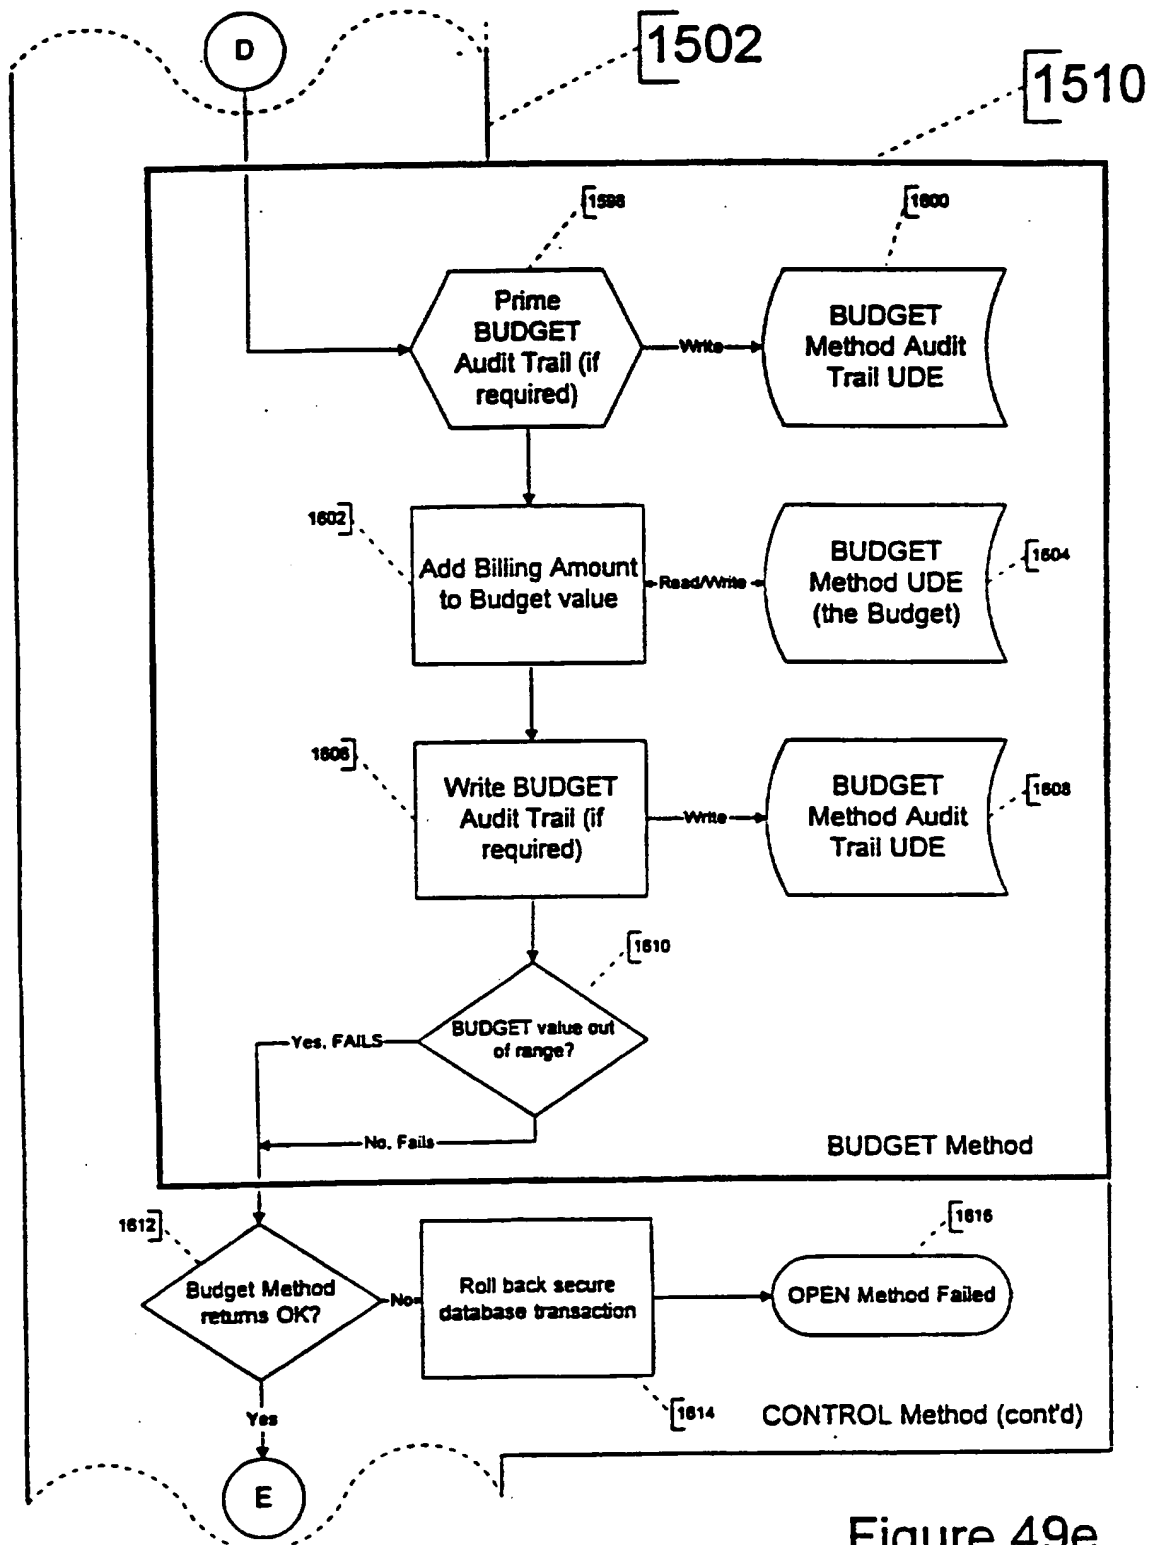 D
1502
1510
1598
1600
Prime
BUDGET
Audit Trail (if
required)
Write
BUDGET
Method Audit
Trail UDE
1602
Add Billing Amount
to Budget value
Read/Write
BUDGET
Method UDE
(the Budget)
1604
1606
Write BUDGET
Audit Trail (if
required)
Write
BUDGET
Method Audit
Trail UDE
1608
1610
BUDGET value out
of range?
Yes, FAILS
No, Fails
BUDGET Method
1612
Budget Method
returns OK?
No
Roll back secure
database transaction
1616
OPEN Method Failed
Yes
1614
CONTROL Method (cont'd)
E
Figure 49e